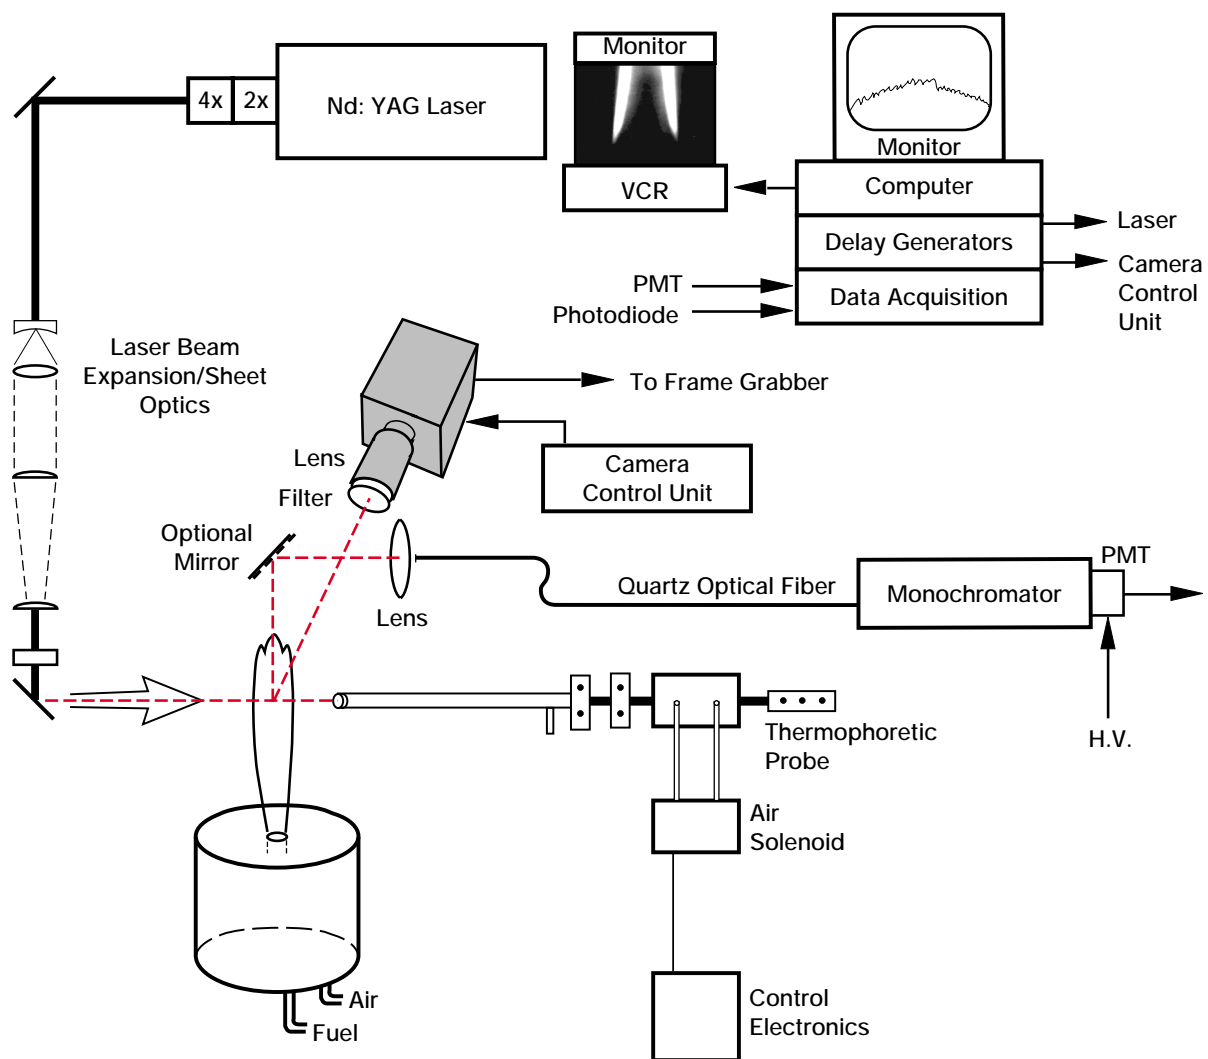 Monitor
4x
2x
Nd: YAG Laser
VCR
Monitor
Computer
Delay Generators
Data Acquisition
Laser
Camera
Control
Unit
PMT
Photodiode
Laser Beam
Expansion/Sheet
Optics
To Frame Grabber
Lens
Filter
Camera
Control Unit
Optional
Mirror
Lens
Quartz Optical Fiber
Monochromator
PMT
H.V.
Thermophoretic
Probe
Air
Solenoid
Control
Electronics
Air
Fuel